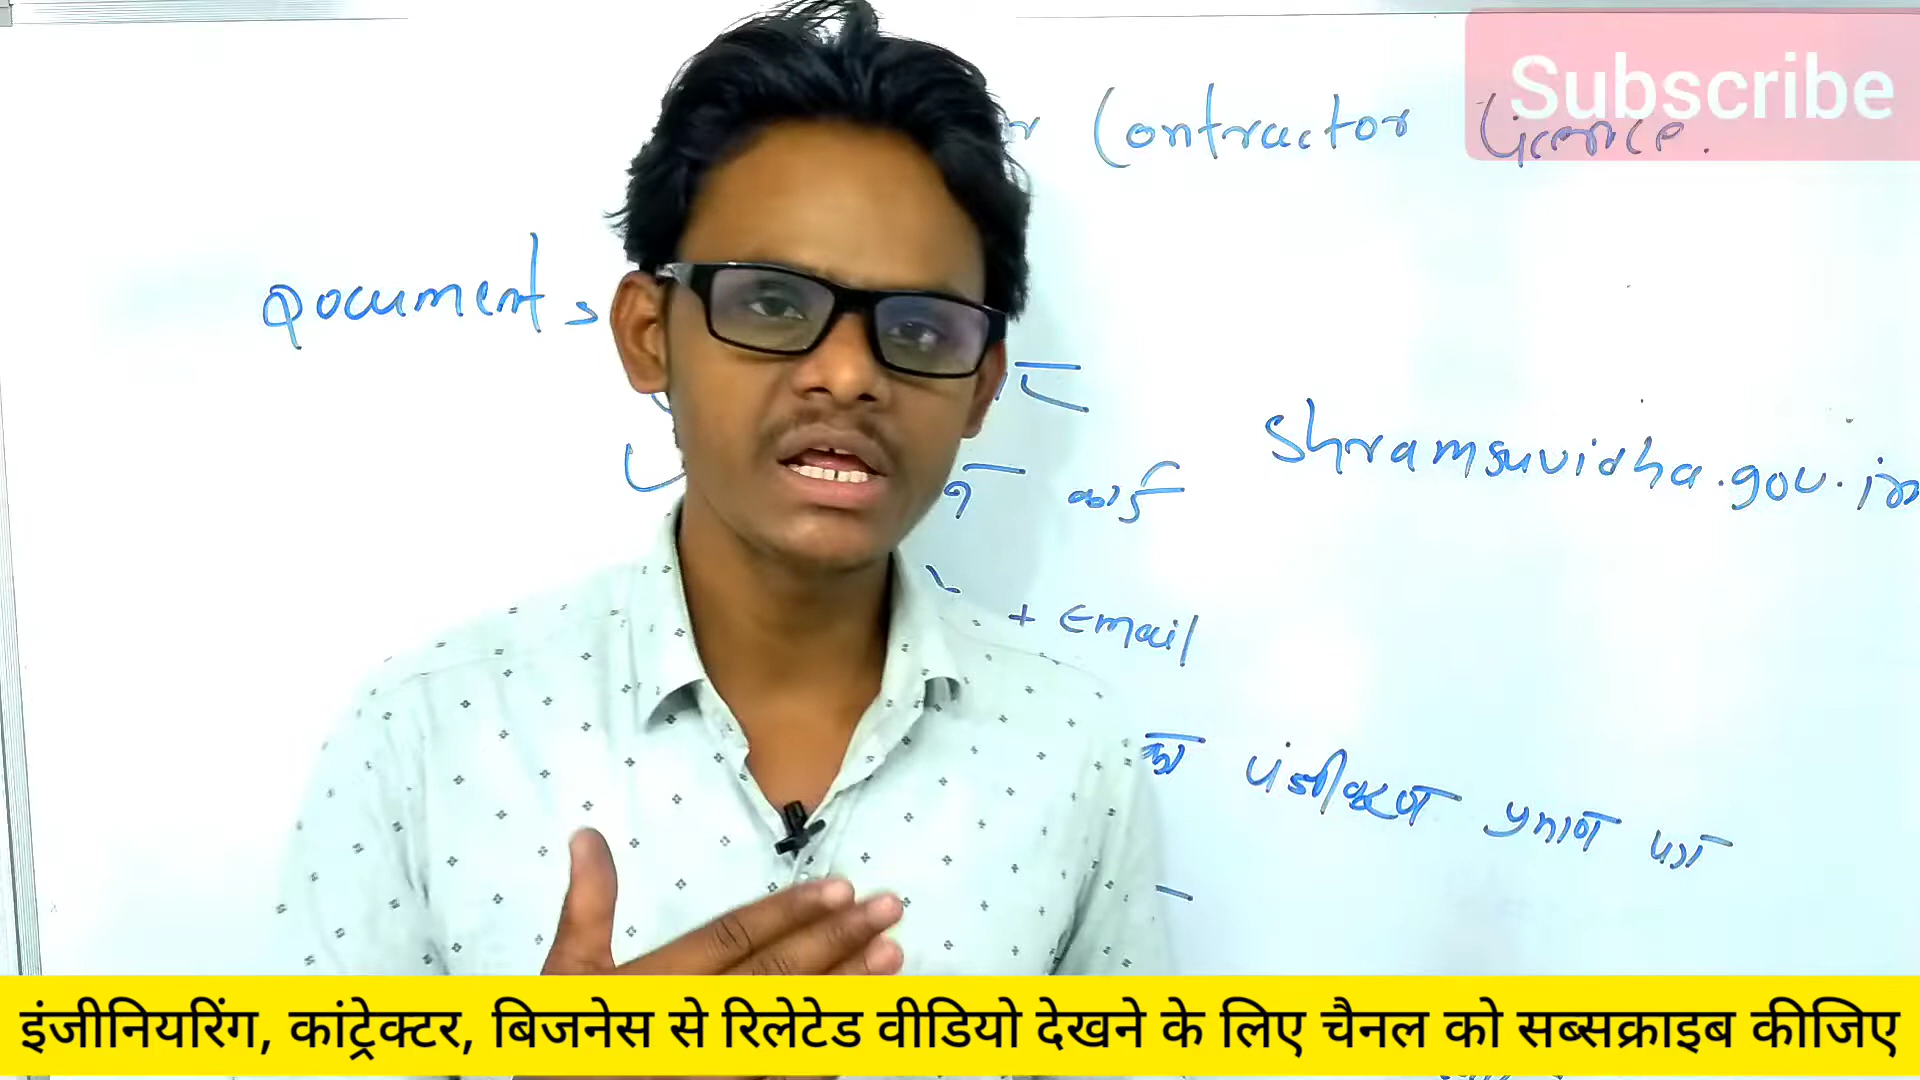 Subscribe
r Contractor Licence.
Documents
कार्ड
shramsuvidha.gov.in
+ Email
का पंजीकरण प्रमाण पत्र
इंजीनियरिंग, कांट्रेक्टर, बिजनेस से रिलेटेड वीडियो देखने के लिए चैनल को सब्सक्राइब कीजिए